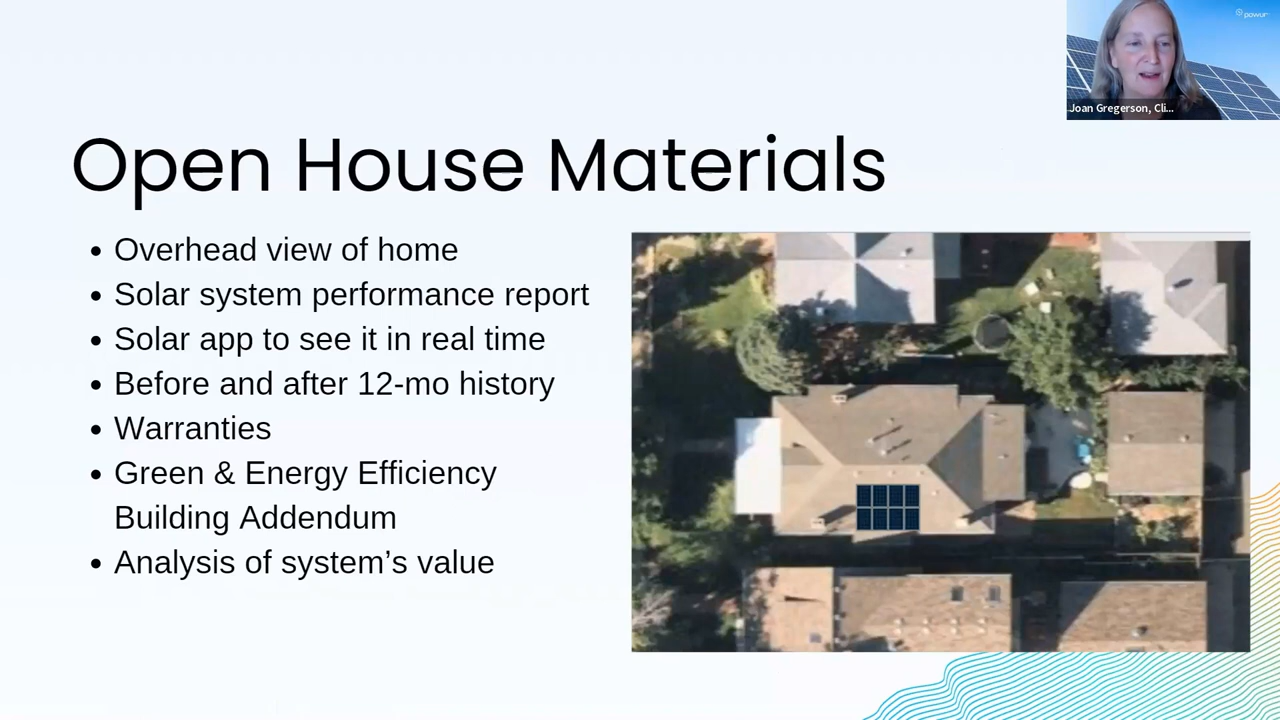 powur
Joan Gregerson, Cli...
Open House Materials
• Overhead view of home
• Solar system performance report
• Solar app to see it in real time
• Before and after 12-mo history
• Warranties
• Green & Energy Efficiency
Building Addendum
• Analysis of system’s value